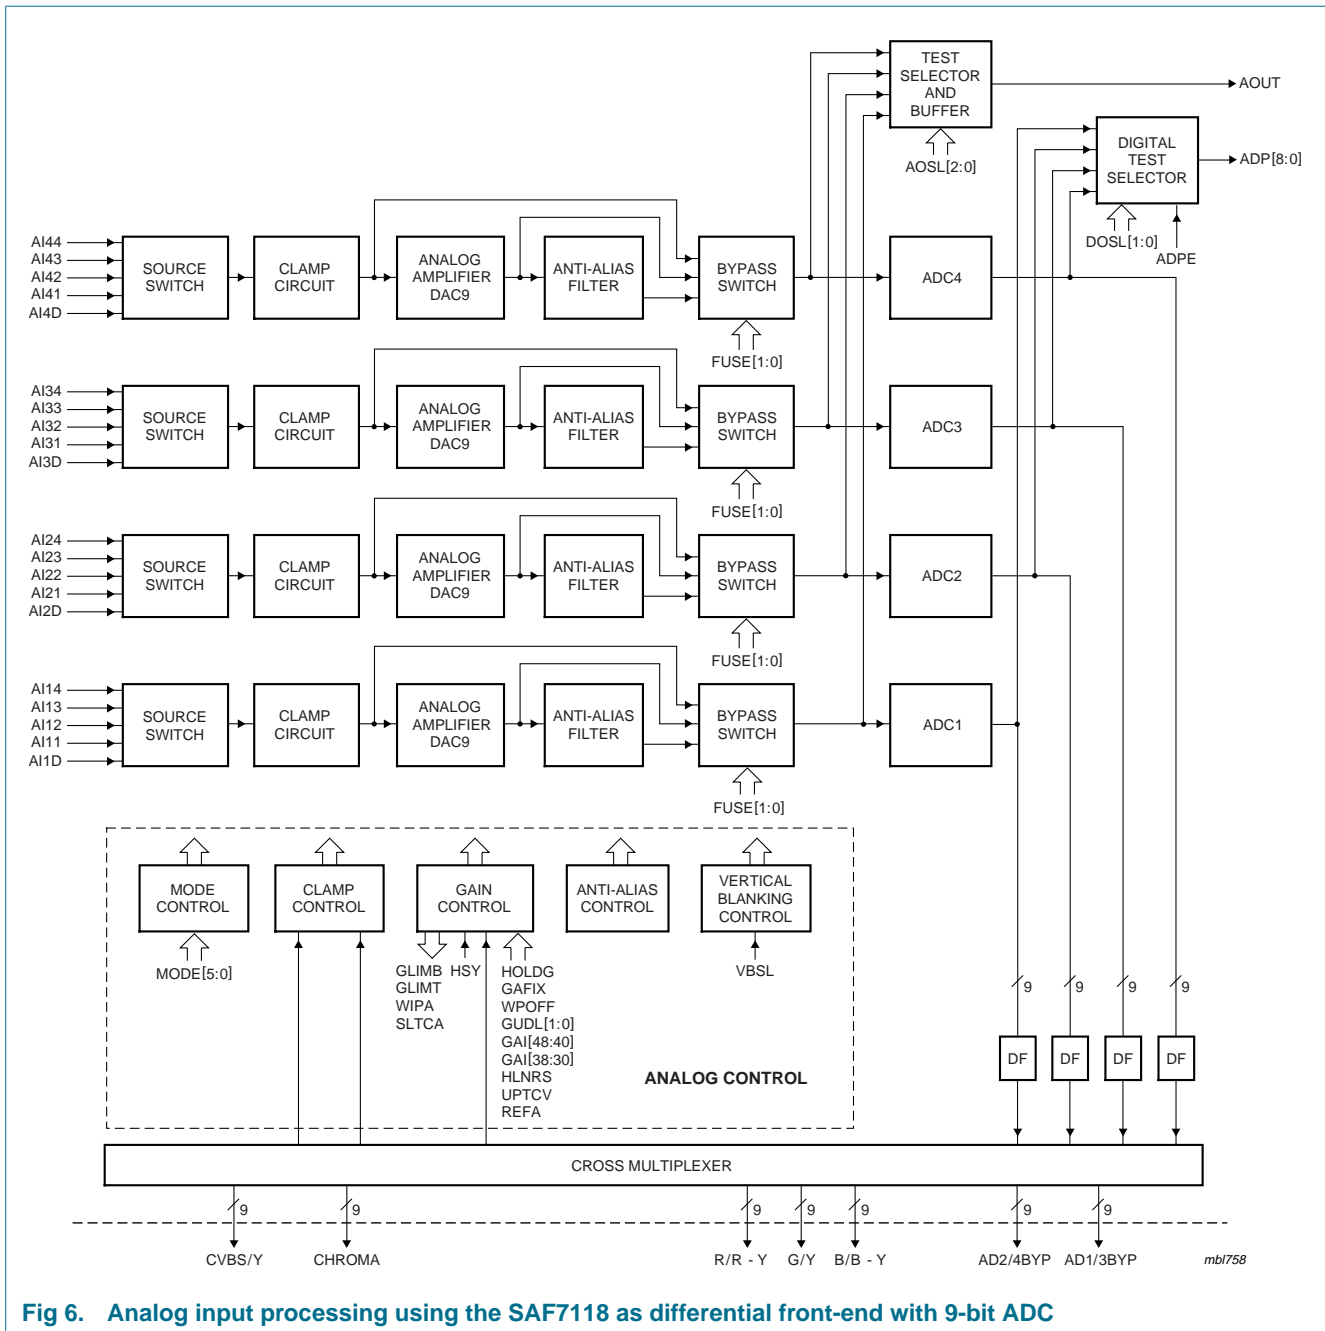 TEST
SELECTOR
AND
BUFFER
AOUT
AOSL[2:0]
DIGITAL
TEST
SELECTOR
ADP[8:0]
DOSL[1:0]
ADPE
AI44
AI43
AI42
AI41
AI4D
SOURCE
SWITCH
CLAMP
CIRCUIT
ANALOG
AMPLIFIER
DAC9
ANTI-ALIAS
FILTER
BYPASS
SWITCH
ADC4
FUSE[1:0]
AI34
AI33
AI32
AI31
AI3D
SOURCE
SWITCH
CLAMP
CIRCUIT
ANALOG
AMPLIFIER
DAC9
ANTI-ALIAS
FILTER
BYPASS
SWITCH
ADC3
FUSE[1:0]
AI24
AI23
AI22
AI21
AI2D
SOURCE
SWITCH
CLAMP
CIRCUIT
ANALOG
AMPLIFIER
DAC9
ANTI-ALIAS
FILTER
BYPASS
SWITCH
ADC2
FUSE[1:0]
AI14
AI13
AI12
AI11
AI1D
SOURCE
SWITCH
CLAMP
CIRCUIT
ANALOG
AMPLIFIER
DAC9
ANTI-ALIAS
FILTER
BYPASS
SWITCH
ADC1
FUSE[1:0]
MODE
CONTROL
CLAMP
CONTROL
GAIN
CONTROL
ANTI-ALIAS
CONTROL
VERTICAL
BLANKING
CONTROL
MODE[5:0]
GLIMB
GLIMT
WIPA
SLTCA
HSY
HOLDG
GAFIX
WPOFF
GUDL[1:0]
GAI[48:40]
GAI[38:30]
HLNRS
UPTCV
REFA
VBSL
ANALOG CONTROL
9
9
9
9
DF
DF
DF
DF
CROSS MULTIPLEXER
9
9
9
9
9
9
9
CVBS/Y
CHROMA
R/R - Y
G/Y
B/B - Y
AD2/4BYP
AD1/3BYP
mbl758
Fig 6. Analog input processing using the SAF7118 as differential front-end with 9-bit ADC